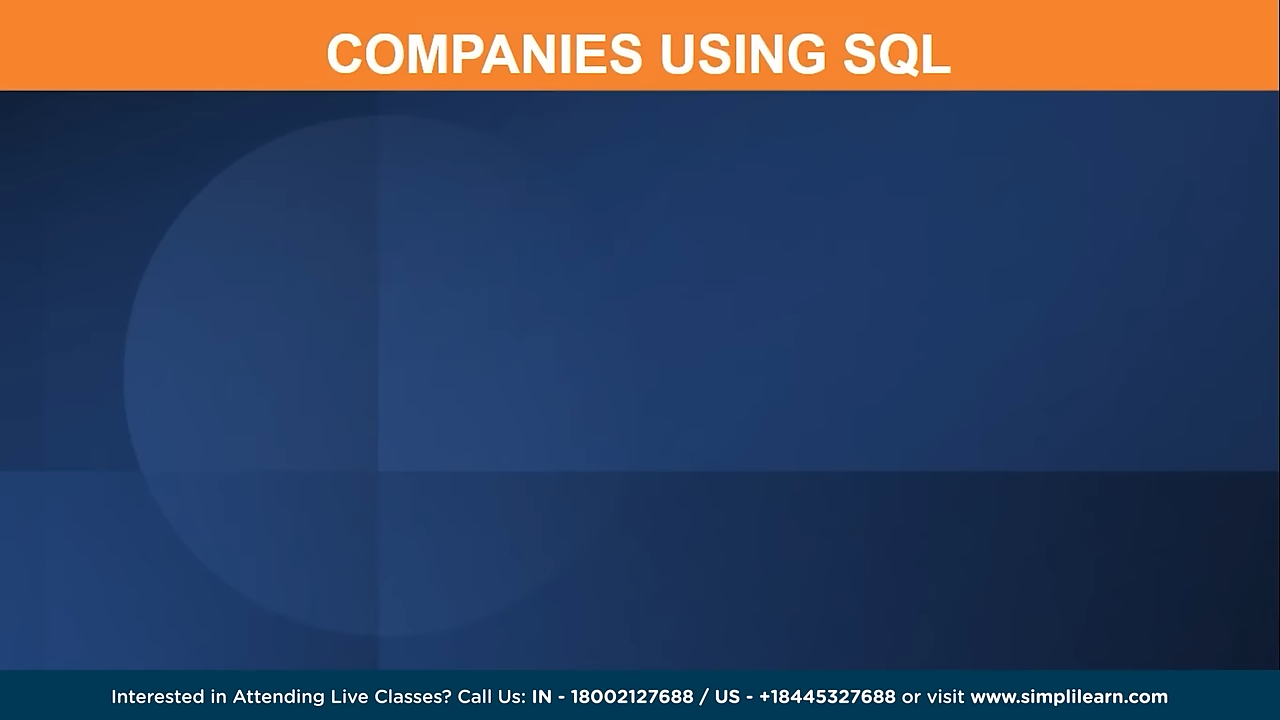 COMPANIES USING SQL
Interested in Attending Live Classes? Call Us: IN - 18002127688 / US - +18445327688 or visit www.simplilearn.com